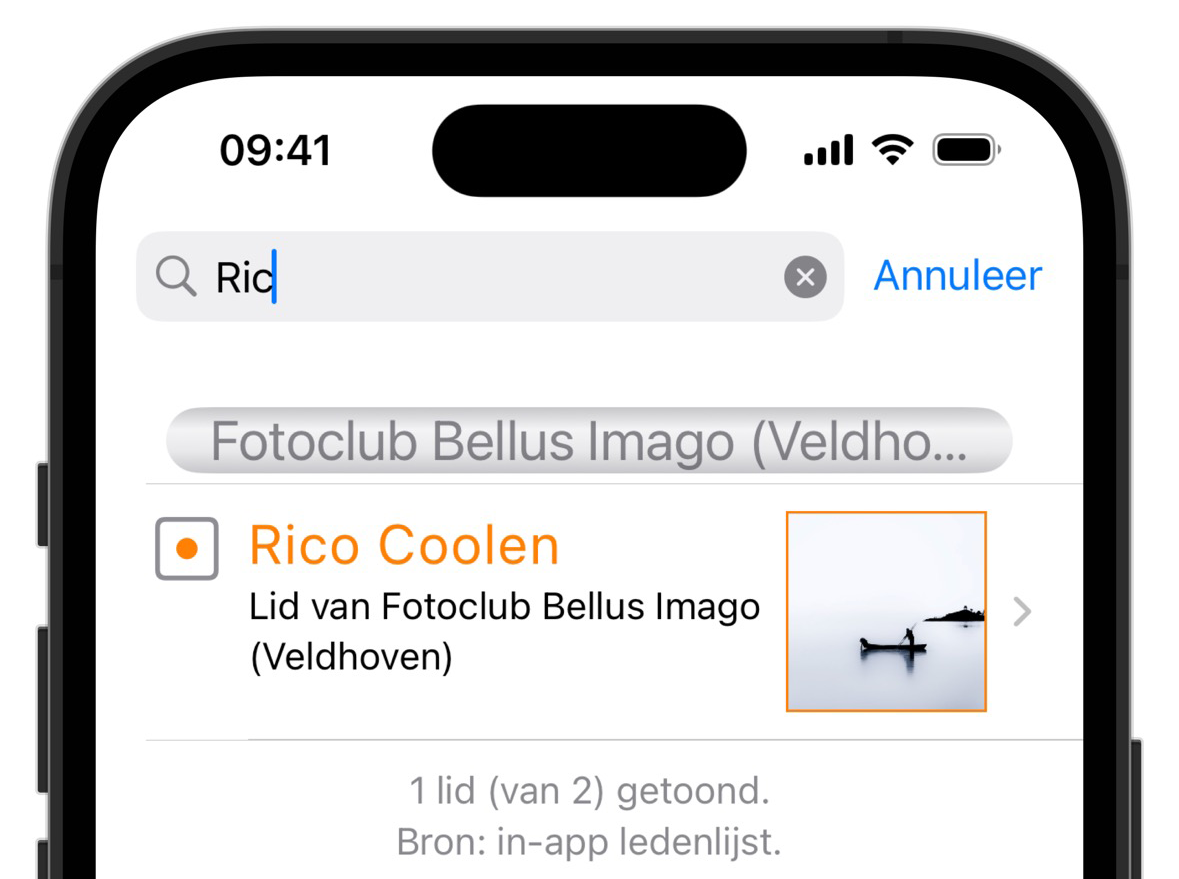 09:41
Ric
Annuleer
Fotoclub Bellus Imago (Veldho...
Rico Coolen
Lid van Fotoclub Bellus Imago
(Veldhoven)
1 lid (van 2) getoond.
Bron: in-app ledenlijst.